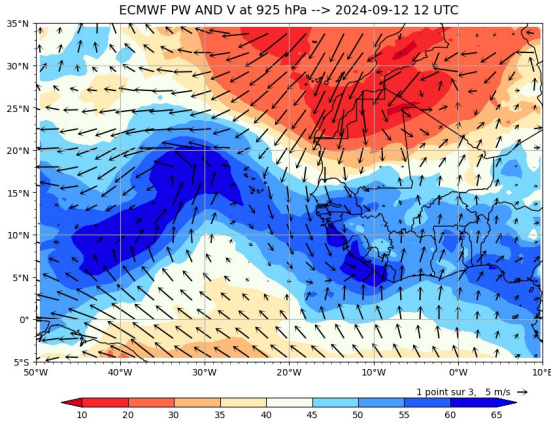 ECMWF PW AND V at 925 hPa --> 2024-09-12 12 UTC
35°N
30°N
25°N
20°N
15°N
10°N
5°N
0°
5°S
50°W 40°W 30°W 20°W 10°W 0°W 10°E
1 point sur 3, 5 m/s
10 20 30 35 40 45 50 55 60 65